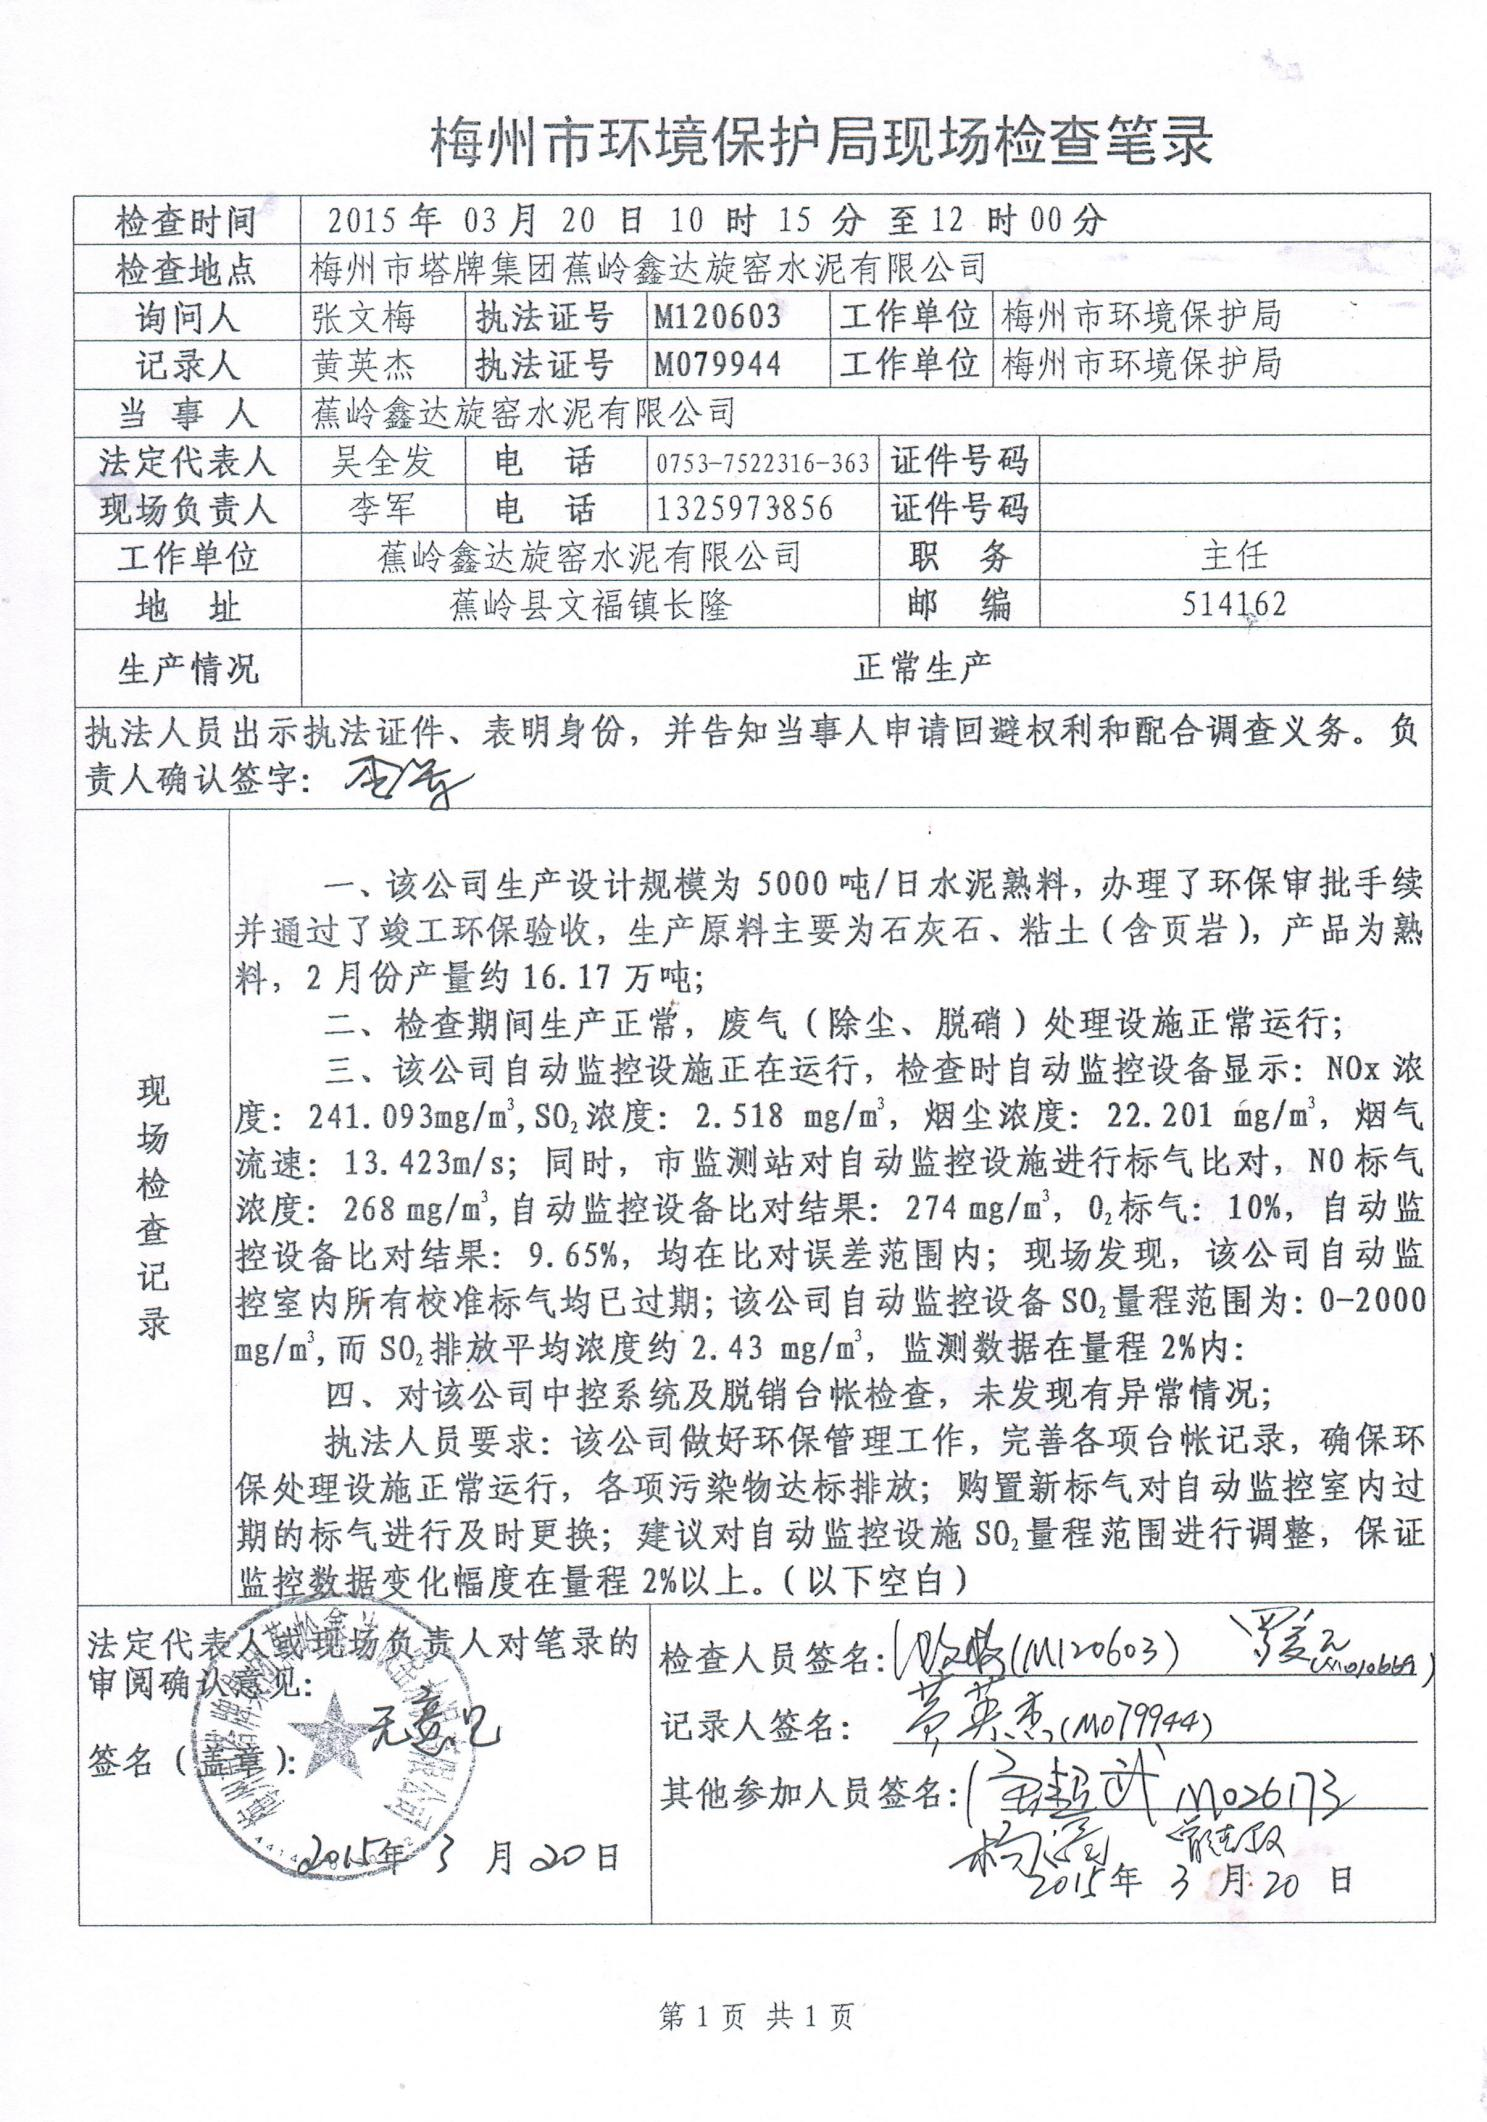 梅州市环境保护局现场检查笔录
检查时间 2015年 03月 20 日 10 时 15 分 至12 时00分
检查地点 梅州市塔牌集团蕉岭鑫达旋窑水泥有限公司
询问人 张文梅 执法证号 M120603 工作单位 梅州市环境保护局
记录人 黄英杰 执法证号 M079944 工作单位 梅州市环境保护局
当 事 人 蕉岭鑫达旋窑水泥有限公司
法定代表人 吴全发 电 话 0753-7522316-363 证件号码
现场负责人 李军 电 话 1325973856 证件号码
工作单位 蕉岭鑫达旋窑水泥有限公司 职 务 主任
地 址 蕉岭县文福镇长隆 邮 编 514162
生产情况 正常生产
执法人员出示执法证件、表明身份，并告知当事人申请回避权利和配合调查义务。负
责人确认签字：
现场检查记录
一、该公司生产设计规模为 5000 吨/日水泥熟料，办理了环保审批手续
并通过了竣工环保验收，生产原料主要为石灰石、粘土（含页岩），产品为熟
料，2 月份产量约 16.17 万吨；
二、检查期间生产正常，废气（除尘、脱硝）处理设施正常运行；
三、该公司自动监控设施正在运行，检查时自动监控设备显示：NOx 浓
度：241.093mg/m³,SO₂浓度：2.518 mg/m³，烟尘浓度：22.201 mg/m³，烟气
流速：13.423m/s；同时，市监测站对自动监控设施进行标气比对，NO 标气
浓度：268 mg/m³,自动监控设备比对结果：274 mg/m³，O₂标气：10%，自动监
控设备比对结果：9.65%，均在比对误差范围内；现场发现，该公司自动监
控室内所有校准标气均已过期；该公司自动监控设备 SO₂量程范围为：0-2000
mg/m³,而 SO₂排放平均浓度约 2.43 mg/m³，监测数据在量程 2%内：
四、对该公司中控系统及脱销台帐检查，未发现有异常情况；
执法人员要求：该公司做好环保管理工作，完善各项台帐记录，确保环
保处理设施正常运行，各项污染物达标排放；购置新标气对自动监控室内过
期的标气进行及时更换；建议对自动监控设施 SO₂量程范围进行调整，保证
监控数据变化幅度在量程 2%以上。（以下空白）
法定代表人或现场负责人对笔录的
审阅确认意见：
无意见
签名（盖章）：
2015年 3 月 20 日
检查人员签名： (M120603)
记录人签名： 黄英杰(M079944)
其他参加人员签名： M026173
2015年 3 月 20 日
第 1 页 共 1 页